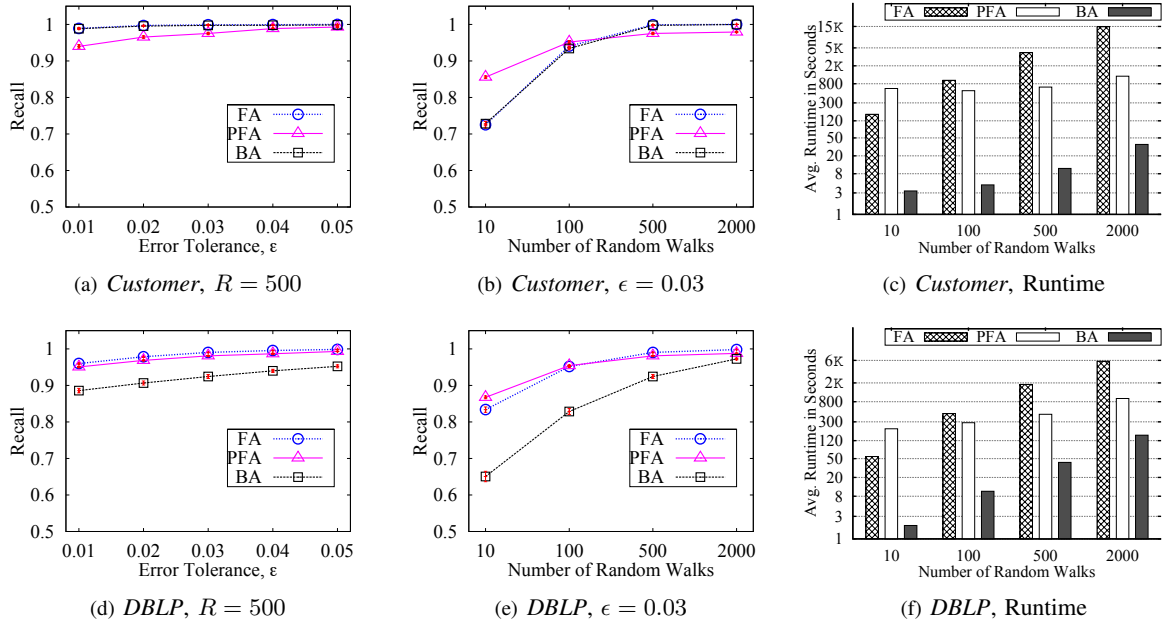 1
0.9
0.8
0.7
0.6
0.5
Recall
FA
PFA
BA
0.01 0.02 0.03 0.04 0.05
Error Tolerance, ε
(a) Customer, R = 500
1
0.9
0.8
0.7
0.6
0.5
Recall
FA
PFA
BA
10 100 500 2000
Number of Random Walks
(b) Customer, ϵ = 0.03
FA PFA BA
15K
5K
2K
800
300
120
50
20
8
3
1
Avg. Runtime in Seconds
10 100 500 2000
Number of Random Walks
(c) Customer, Runtime
1
0.9
0.8
0.7
0.6
0.5
Recall
FA
PFA
BA
0.01 0.02 0.03 0.04 0.05
Error Tolerance, ε
(d) DBLP, R = 500
1
0.9
0.8
0.7
0.6
0.5
Recall
FA
PFA
BA
10 100 500 2000
Number of Random Walks
(e) DBLP, ϵ = 0.03
FA PFA BA
6K
2K
800
300
120
50
20
8
3
1
Avg. Runtime in Seconds
10 100 500 2000
Number of Random Walks
(f) DBLP, Runtime